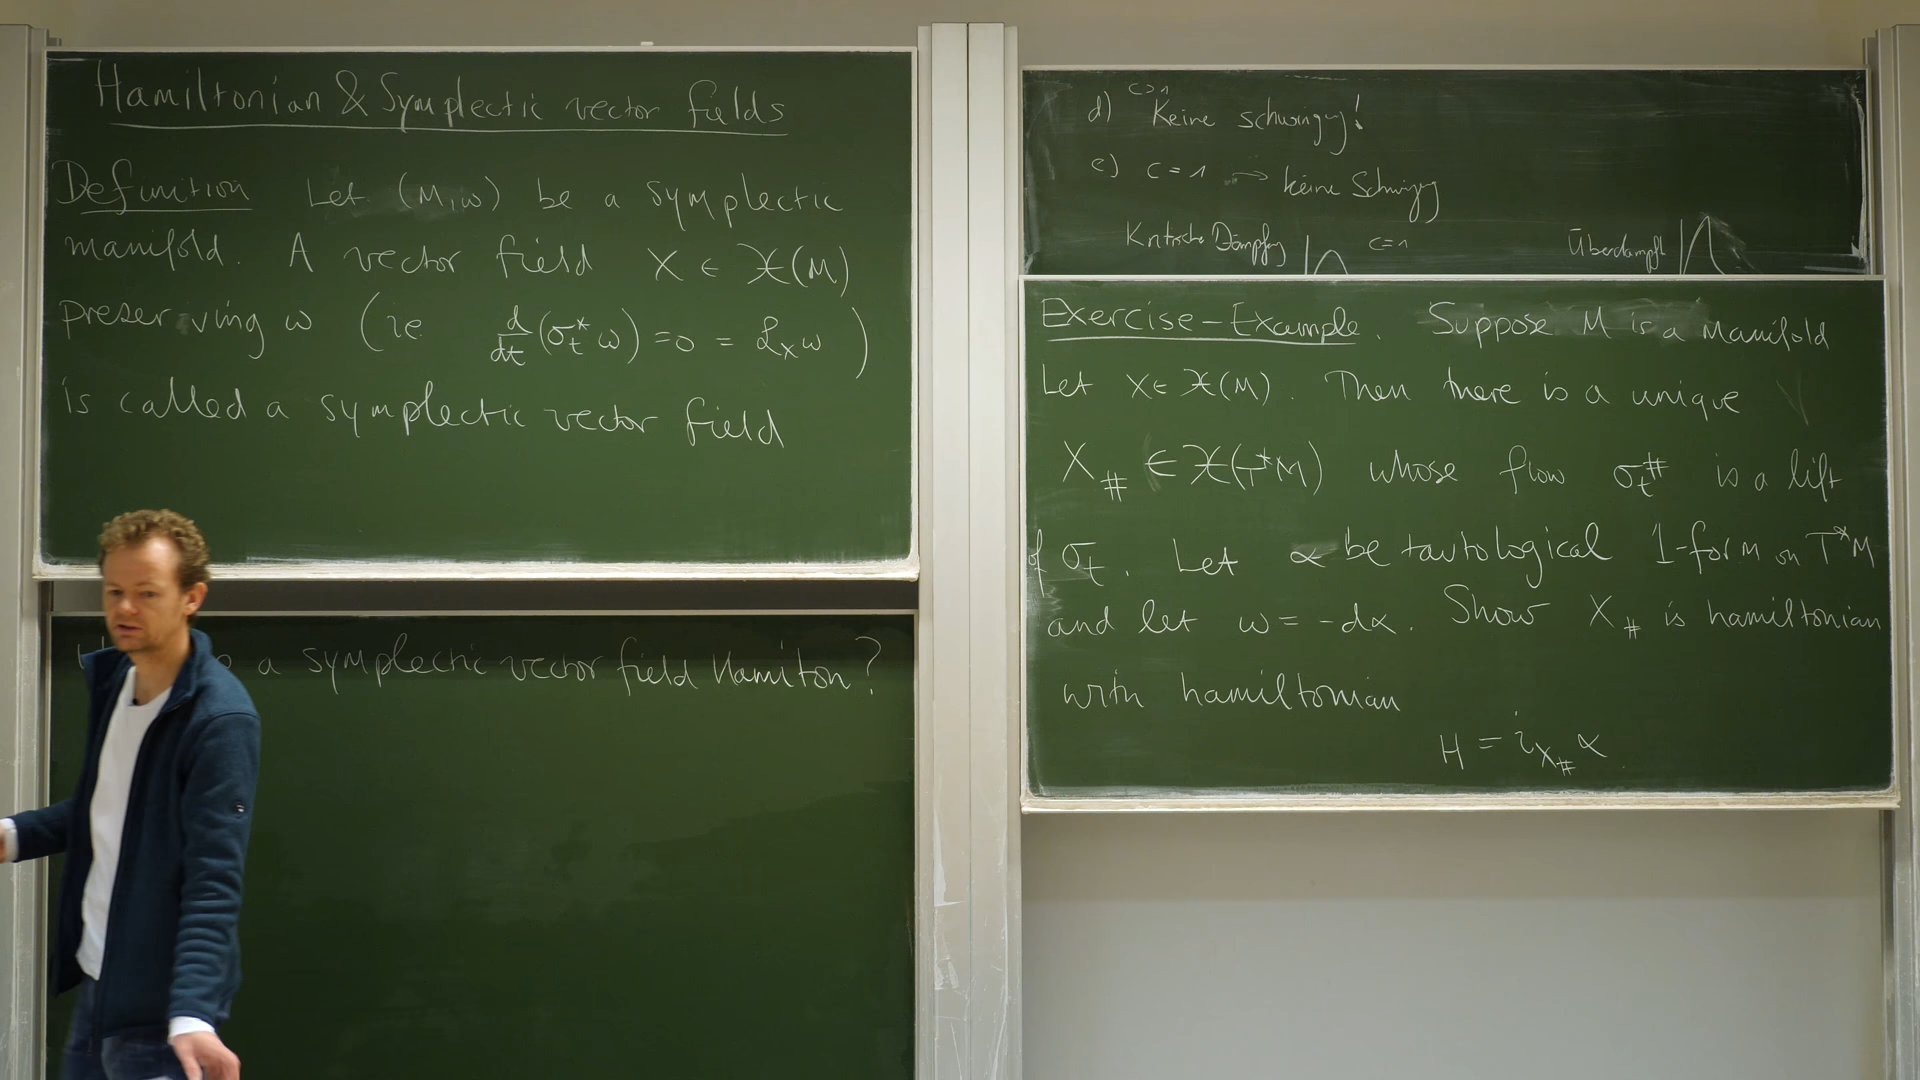 Hamiltonian & Symplectic vector fields
Definition Let (M,ω) be a symplectic
manifold. A vector field X ∈ 𝔛(M)
preserving ω (ie d/dt (σ_t^* ω) = 0 = ℒ_X ω)
is called a symplectic vector field
a symplectic vector field Hamilton?
d) c>1 Keine schwingung!
e) c = 1 → keine Schwingung
Kritische Dämpfung c=1 Überdämpft
Exercise - Example. Suppose M is a manifold
Let X ∈ 𝔛(M). Then there is a unique
X_# ∈ 𝔛(T*M) whose flow σ_t^# is a lift
of σ_t. Let α be tautological 1-form on T*M
and let ω = -dα. Show X_# is hamiltonian
with hamiltonian
H = i_{X_#} α